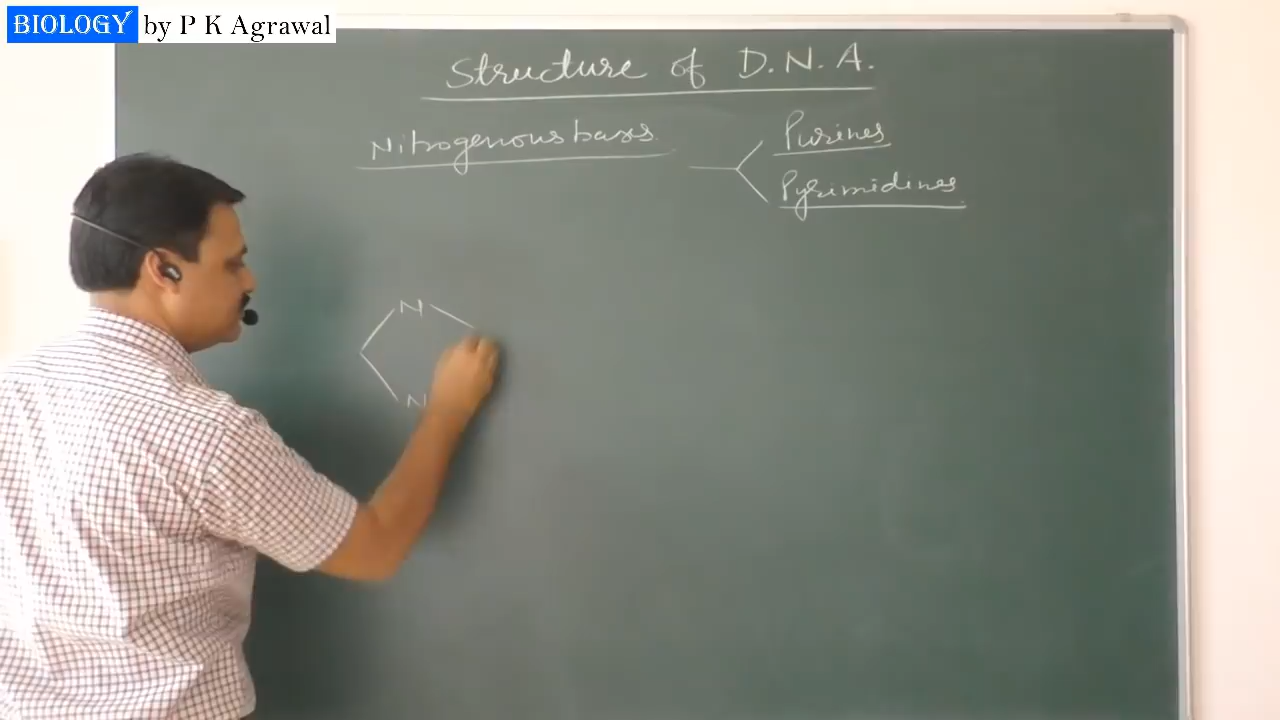 BIOLOGY by P K Agrawal
Structure of D.N.A.
Nitrogenous bases
Purines
Pyrimidines
N
N